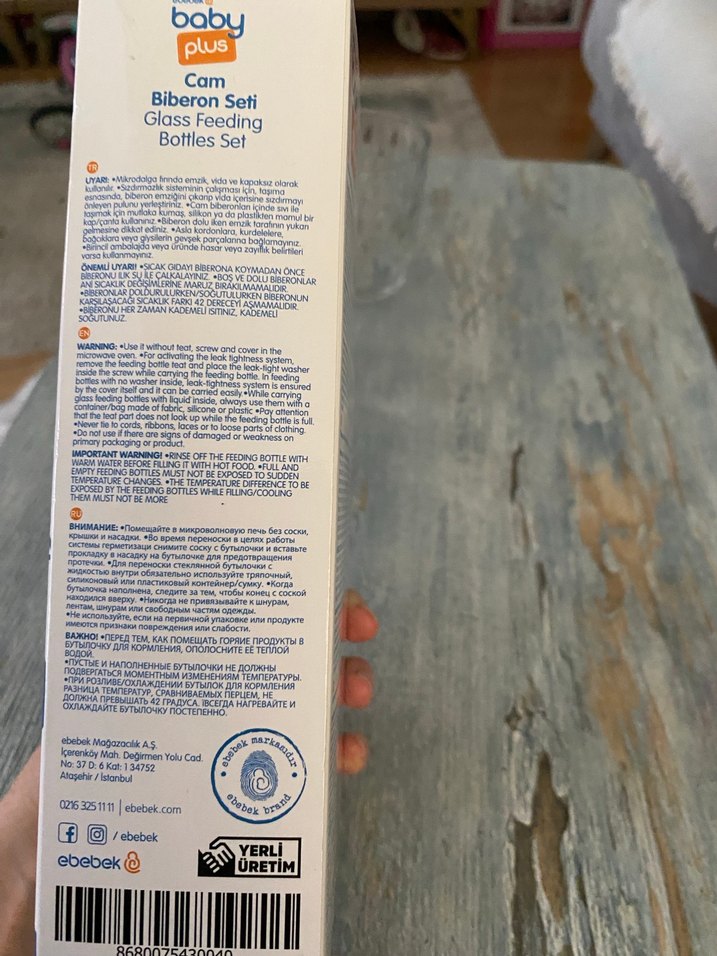 ebebek
baby
plus
Cam
Biberon Seti
Glass Feeding
Bottles Set
TR
UYARI: •Mikrodalga fırında emzik, vida ve kapaksız olarak
kullanılır. •Sızdırmazlık sisteminin çalışması için, taşıma
esnasında, biberon emziğini çıkarıp vida içerisine sızdırmayı
önleyen pulunu yerleştiriniz. •Cam biberonları içinde sıvı ile
taşımak için mutlaka kumaş, silikon ya da plastikten mamul bir
kap/çanta kullanınız. •Biberon dolu iken emzik tarafının yukarı
gelmesine dikkat ediniz. •Asla kordonlara, kurdelelere,
bağcıklara veya giysilerin gevşek parçalarına bağlamayınız.
•Birincil ambalajda veya üründe hasar veya zayıflık belirtileri
varsa kullanmayınız.
ÖNEMLİ UYARI! •SICAK GIDAYI BİBERONA KOYMADAN ÖNCE
BİBERONU ILIK SU İLE ÇALKALAYINIZ. •BOŞ VE DOLU BİBERONLAR
ANİ SICAKLIK DEĞİŞİMLERİNE MARUZ BIRAKILMAMALIDIR.
•BİBERONLAR DOLDURULURKEN/SOĞUTULURKEN BİBERONUN
KARŞILAŞACAĞI SICAKLIK FARKI 42 DERECEYİ AŞMAMALIDIR.
•BİBERONU HER ZAMAN KADEMELİ ISITINIZ, KADEMELİ
SOĞUTUNUZ.
EN
WARNING: •Use it without teat, screw and cover in the
microwave oven. •For activating the leak tightness system,
remove the feeding bottle teat and place the leak-tight washer
inside the screw while carrying the feeding bottle. In feeding
bottles with no washer inside, leak-tightness system is ensured
by the cover itself and it can be carried easily •While carrying
glass feeding bottles with liquid inside, always use them with a
container/bag made of fabric, silicone or plastic •Pay attention
that the teat part does not look up while the feeding bottle is full.
•Never tie to cords, ribbons, laces or to loose parts of clothing.
•Do not use if there are signs of damaged or weakness on
primary packaging or product.
IMPORTANT WARNING! •RINSE OFF THE FEEDING BOTTLE WITH
WARM WATER BEFORE FILLING IT WITH HOT FOOD. •FULL AND
EMPTY FEEDING BOTTLES MUST NOT BE EXPOSED TO SUDDEN
TEMPERATURE CHANGES. •THE TEMPERATURE DIFFERENCE TO BE
EXPOSED BY THE FEEDING BOTTLES WHILE FILLING/COOLING
THEM MUST NOT BE MORE
RU
ВНИМАНИЕ: •Помещайте в микроволновую печь без соски,
крышки и насадки. •Во время переноски в целях работы
системы герметизаци снимите соску с бутылочки и вставьте
прокладку в насадку на бутылочке для предотвращения
протечки. •Для переноски стеклянной бутылочки с
жидкостью внутри обязательно используйте тряпочный,
силиконовый или пластиковый контейнер/сумку. •Когда
бутылочка наполнена, следите за тем, чтобы конец с соской
находился вверху. •Никогда не привязывайте к шнурам,
лентам, шнурам или свободным частям одежды.
•Не используйте, если на первичной упаковке или продукте
имеются признаки повреждения или слабости.
ВАЖНО! •ПЕРЕД ТЕМ, КАК ПОМЕЩАТЬ ГОРЯИЕ ПРОДУКТЫ В
БУТЫЛОЧКУ ДЛЯ КОРМЛЕНИЯ, ОПОЛОСНИТЕ ЕЁ ТЕПЛОЙ
ВОДОЙ.
•ПУСТЫЕ И НАПОЛНЕННЫЕ БУТЫЛОЧКИ НЕ ДОЛЖНЫ
ПОДВЕРГАТЬСЯ МОМЕНТНЫМ ИЗМЕНЕНИЯМ ТЕМПЕРАТУРЫ.
•ПРИ РОЗЛИВЕ/ОХЛАЖДЕНИИ БУТЫЛОК ДЛЯ КОРМЛЕНИЯ
РАЗНИЦА ТЕМПЕРАТУР, СРАВНИВАЕМЫХ ПЕРЦЕМ, НЕ
ДОЛЖНА ПРЕВЫШАТЬ 42 ГРАДУСА. ÏВСЕГДА НАГРЕВАЙТЕ И
ОХЛАЖДАЙТЕ БУТЫЛОЧКУ ПОСТЕПЕННО.
ebebek Mağazacılık A.Ş.
İçerenköy Mah. Değirmen Yolu Cad.
No: 37 D: 6 Kat: 1 34752
Ataşehir / İstanbul
ebebek markasıdır
ebebek brand
0216 325 11 11 | ebebek.com
/ ebebek
ebebek
YERLİ
ÜRETİM
8680075430040